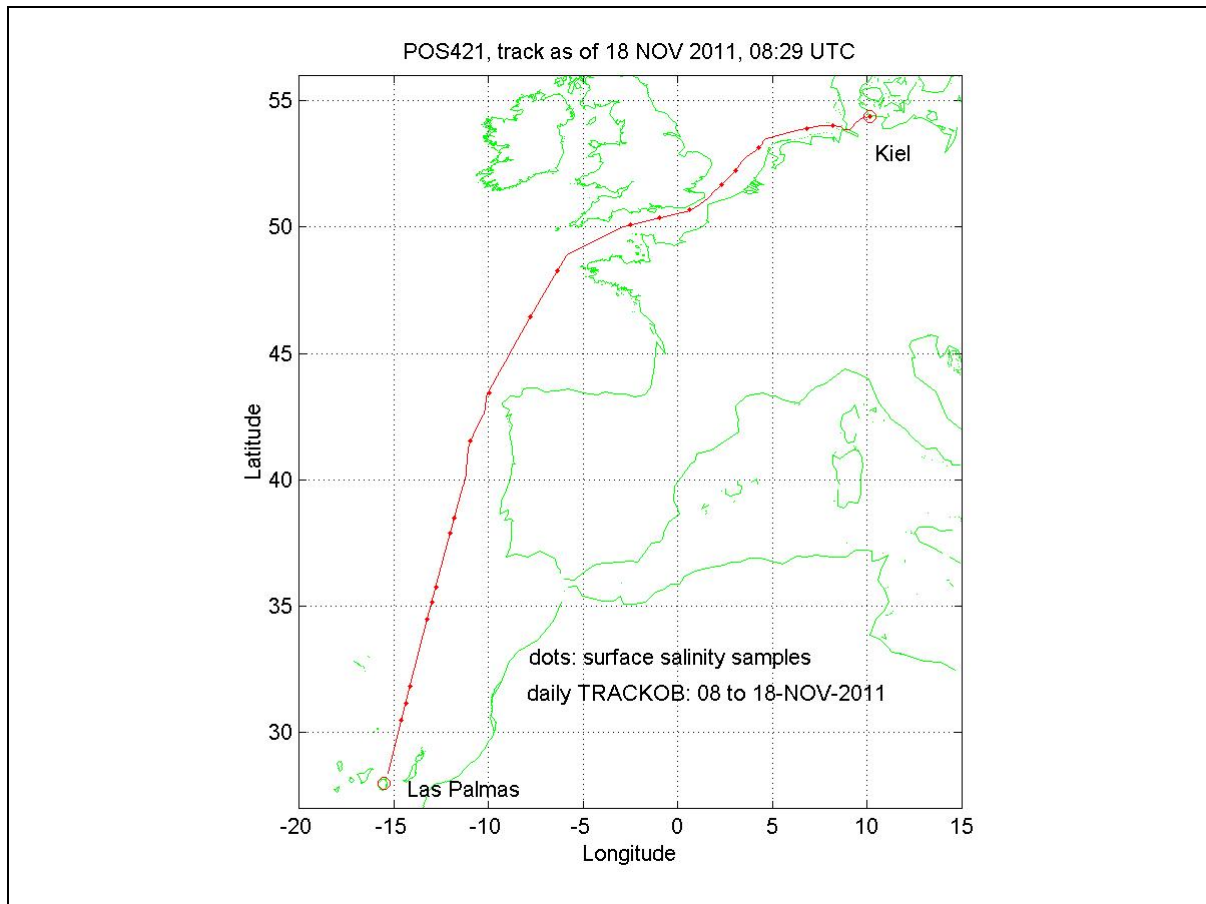 POS421, track as of 18 NOV 2011, 08:29 UTC
55
50
45
40
35
30
Latitude
Kiel
dots: surface salinity samples
daily TRACKOB: 08 to 18-NOV-2011
Las Palmas
-20 -15 -10 -5 0 5 10 15
Longitude